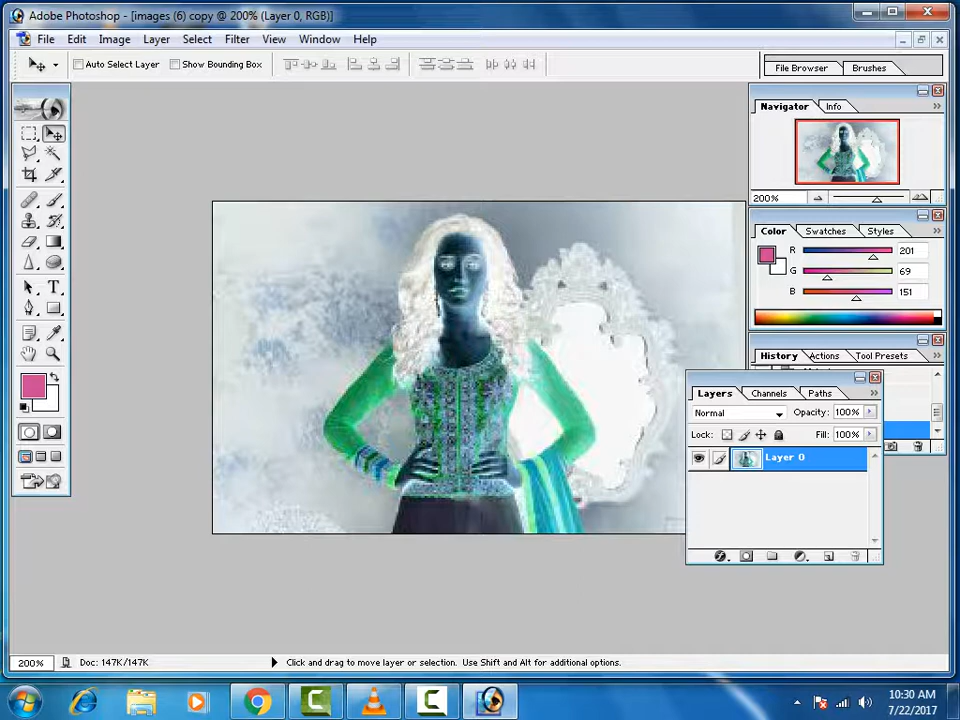 Adobe Photoshop - [images (6) copy @ 200% (Layer 0, RGB)]
File Edit Image Layer Select Filter View Window Help
Auto Select Layer Show Bounding Box File Browser Brushes
Navigator Info
200%
Color Swatches Styles
R 201
G 69
B 151
History Actions Tool Presets
Layers Channels Paths
Normal Opacity: 100%
Lock: Fill: 100%
Layer 0
200% Doc: 147K/147K Click and drag to move layer or selection. Use Shift and Alt for additional options.
10:30 AM
7/22/2017